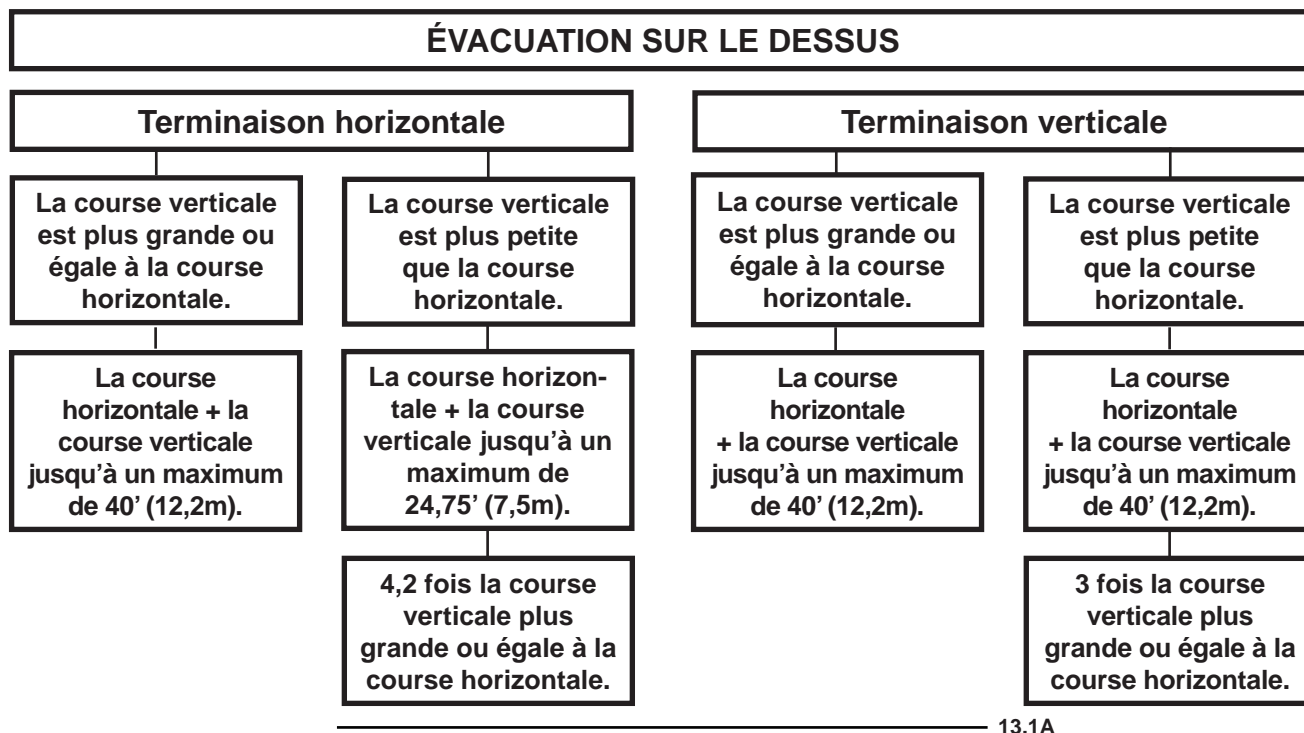 ÉVACUATION SUR LE DESSUS
Terminaison horizontale
La course verticale
est plus grande ou
égale à la course
horizontale.
La course
horizontale + la
course verticale
jusqu’à un maximum
de 40’ (12,2m).
La course verticale
est plus petite
que la course
horizontale.
La course horizon-
tale + la course
verticale jusqu’à un
maximum de
24,75’ (7,5m).
4,2 fois la course
verticale plus
grande ou égale à la
course horizontale.
Terminaison verticale
La course verticale
est plus grande ou
égale à la course
horizontale.
La course
horizontale
+ la course verticale
jusqu’à un maximum
de 40’ (12,2m).
La course verticale
est plus petite
que la course
horizontale.
La course
horizontale
+ la course verticale
jusqu’à un maximum
de 40’ (12,2m).
3 fois la course
verticale plus
grande ou égale à la
course horizontale.
13.1A